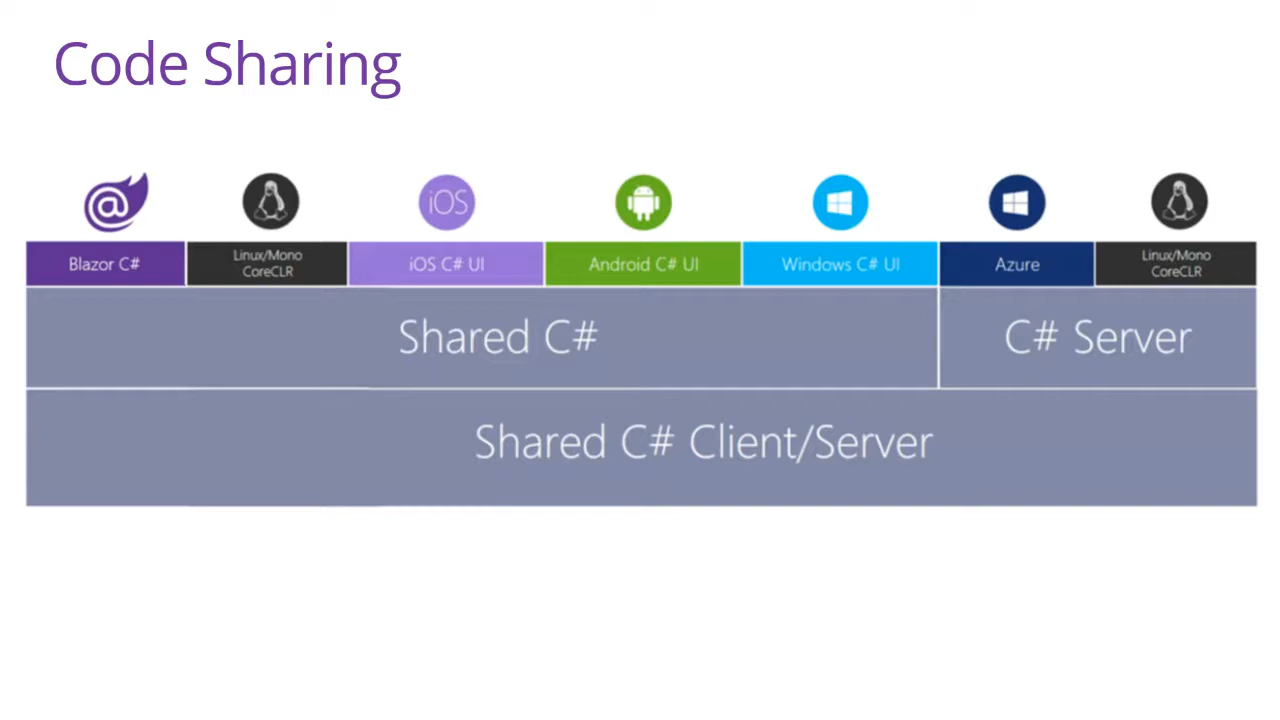 Code Sharing
@
iOS
Blazor C#
Linux/Mono
CoreCLR
iOS C# UI
Android C# UI
Windows C# UI
Azure
Linux/Mono
CoreCLR
Shared C#
C# Server
Shared C# Client/Server